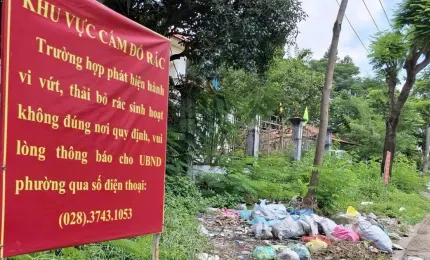 KHU VỰC CẤM ĐỔ RÁC
Trường hợp phát hiện hành
vi vứt, thải bỏ rác sinh hoạt
không đúng nơi quy định, vui
lòng thông báo cho UBND
phường qua số điện thoại:
(028).3743.1053